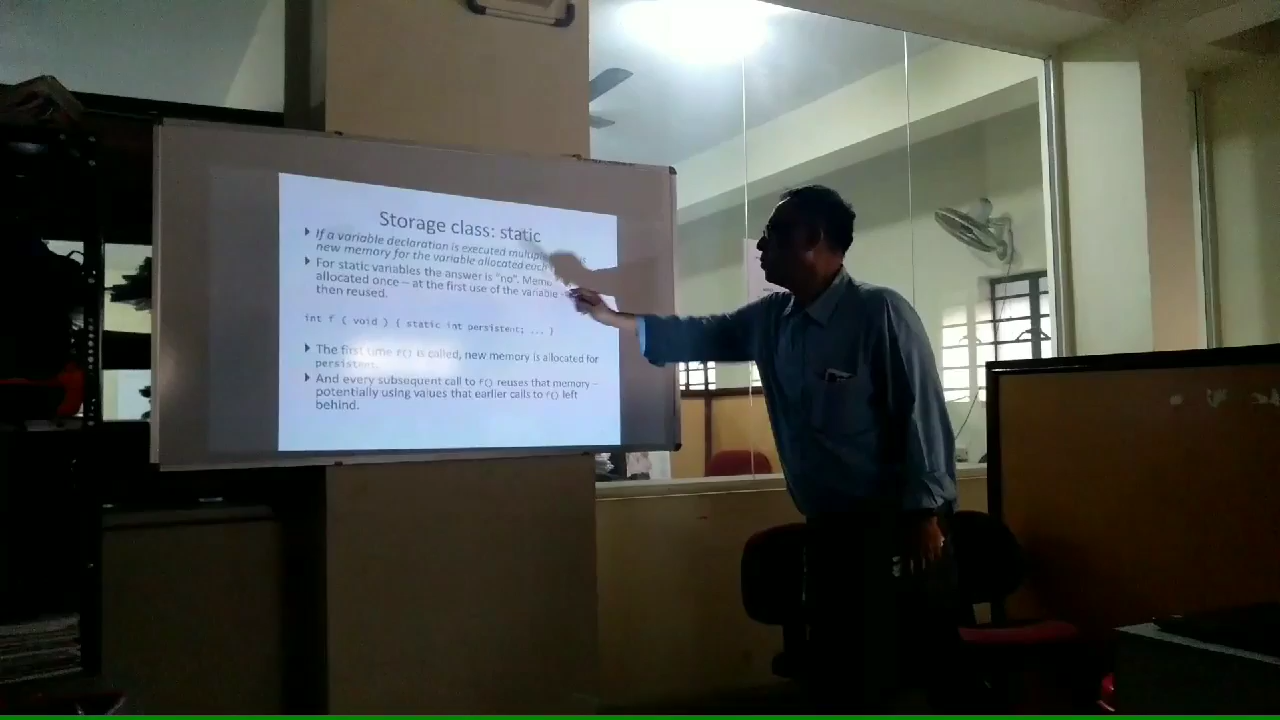 Storage class: static
If a variable declaration is executed
new memory for the variable allocated each
For static variables the answer is "no".
allocated once – at the first use of the variable
then reused.
int f ( void ) { static int persistent; ... }
The first time f() is called, new memory is allocated for
persistent.
And every subsequent call to f() reuses that memory –
potentially using values that earlier calls to f() left
behind.